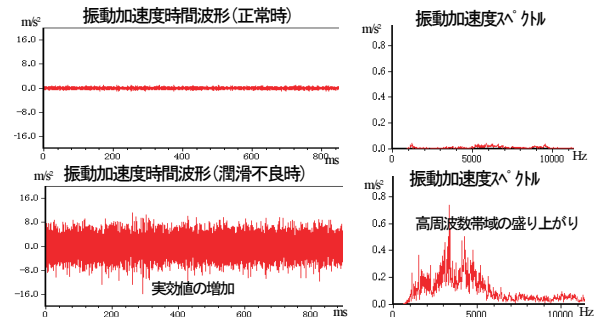 振動加速度時間波形（正常時）
m/s²
16.0
8.0
0.0
-8.0
-16.0
0 200 400 600 800
ms
振動加速度ｽﾍﾟｸﾄﾙ
m/s²
0.8
0.6
0.4
0.2
0.0
0 5000 10000
Hz
振動加速度時間波形（潤滑不良時）
m/s²
16.0
8.0
0.0
-8.0
-16.0
実効値の増加
0 200 400 600 800
ms
振動加速度ｽﾍﾟｸﾄﾙ
m/s²
高周波数帯域の盛り上がり
0.8
0.6
0.4
0.2
0.0
0 5000 10000
Hz